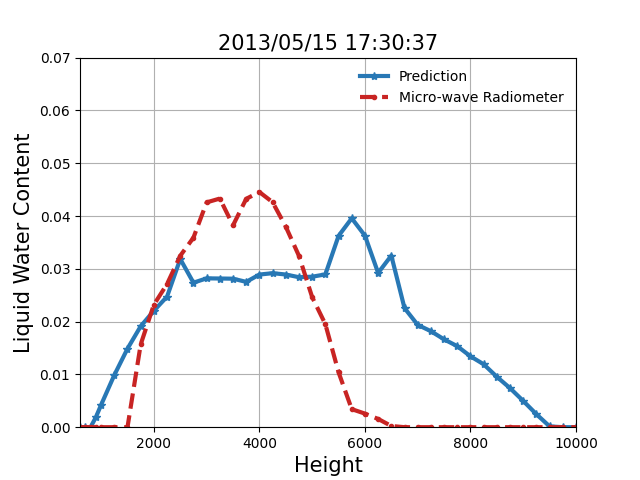 2013/05/15 17:30:37
0.07
0.06
0.05
0.04
0.03
0.02
0.01
0.00
Liquid Water Content
Prediction
Micro-wave Radiometer
2000 4000 6000 8000 10000
Height